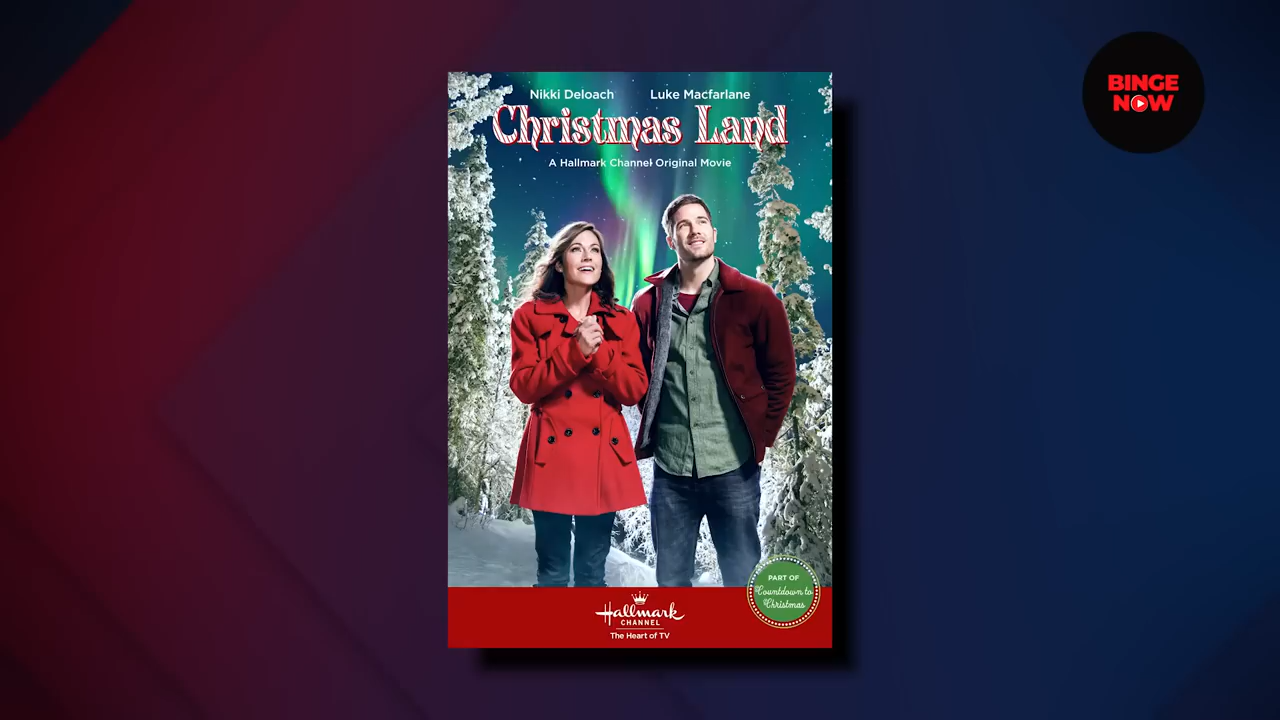 Nikki Deloach Luke Macfarlane
Christmas Land
A Hallmark Channel Original Movie
BINGE
NOW
PART OF
Countdown to
Christmas
Hallmark
CHANNEL
The Heart of TV